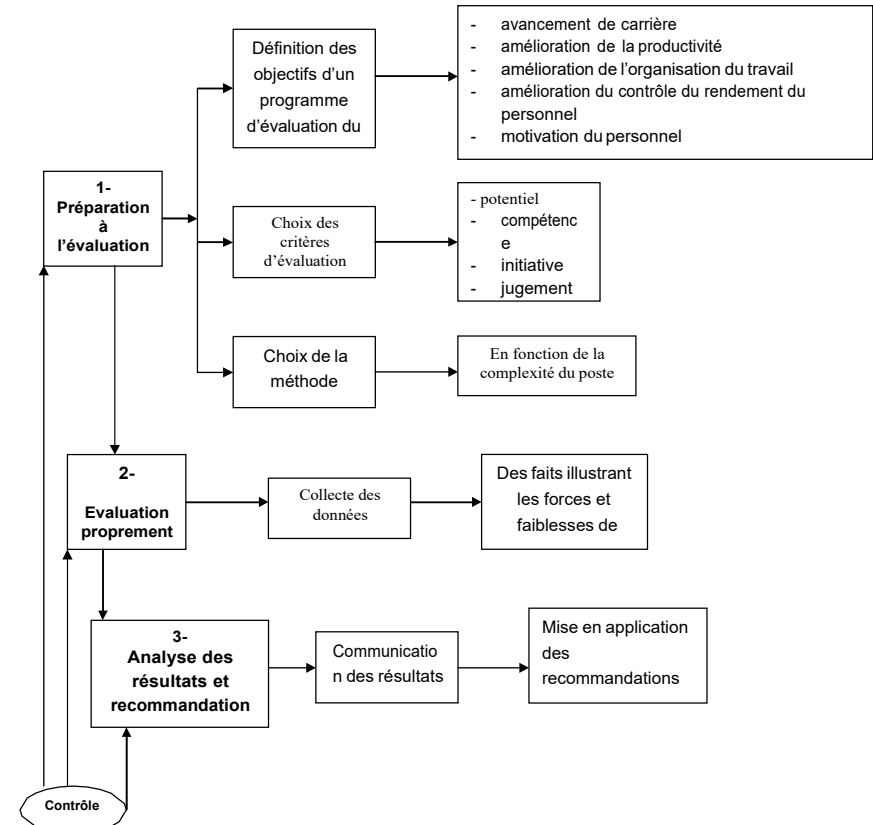 Définition des
objectifs d’un
programme
d’évaluation du
- avancement de carrière
- amélioration de la productivité
- amélioration de l’organisation du travail
- amélioration du contrôle du rendement du
personnel
- motivation du personnel
1-
Préparation
à
l’évaluation
Choix des
critères
d’évaluation
- potentiel
- compétenc
e
- initiative
- jugement
Choix de la
méthode
En fonction de la
complexité du poste
2-
Evaluation
proprement
Collecte des
données
Des faits illustrant
les forces et
faiblesses de
3-
Analyse des
résultats et
recommandation
Communicatio
n des résultats
Mise en application
des
recommandations
Contrôle